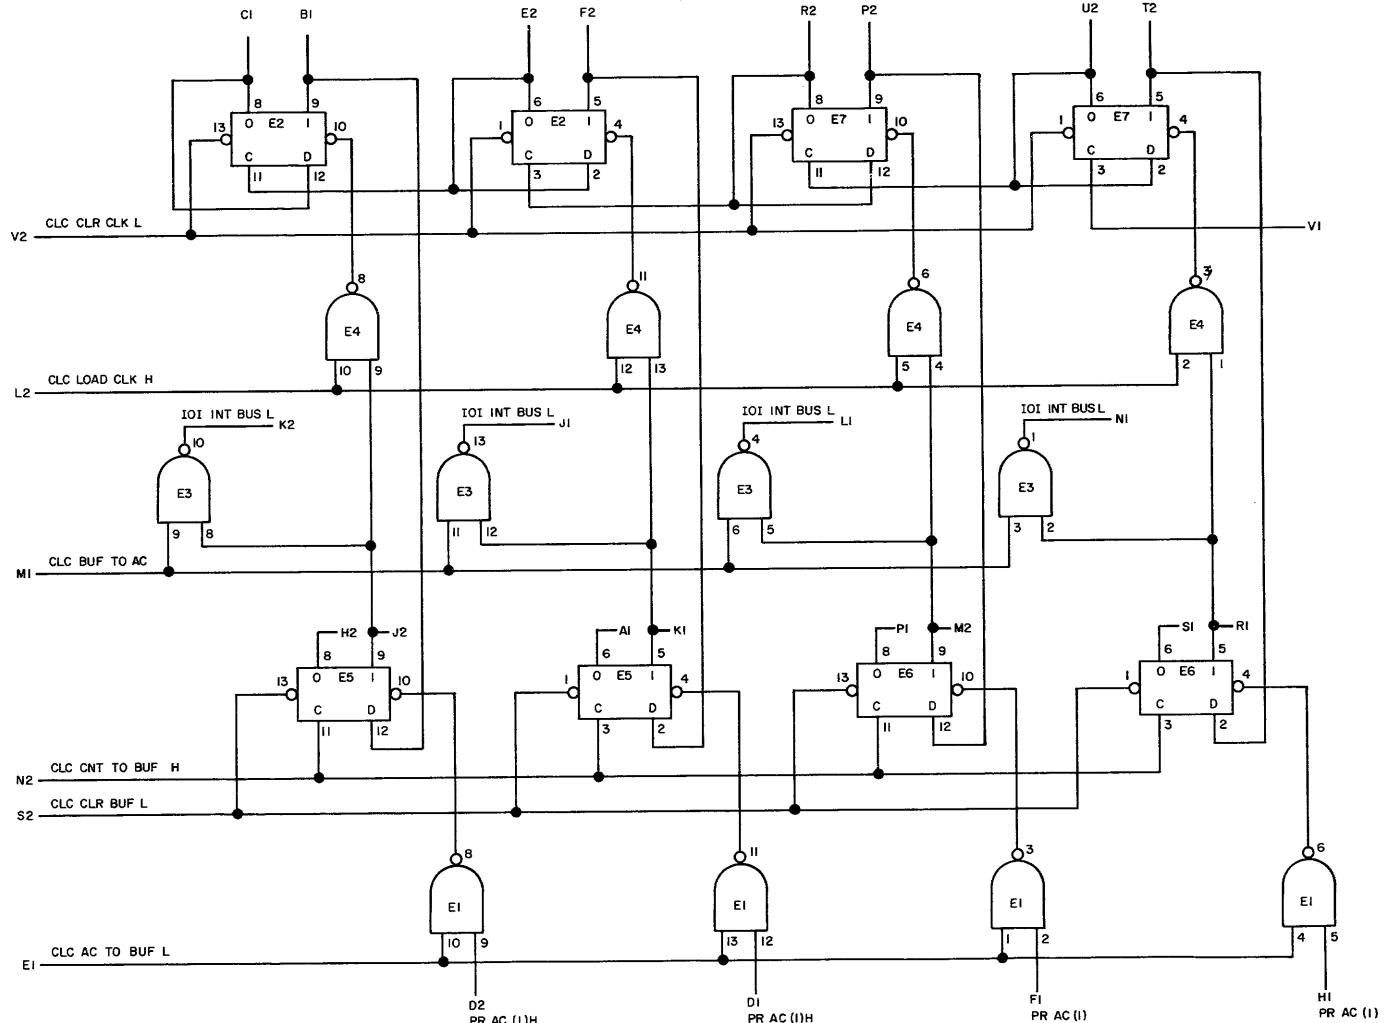 C1 B1 E2 F2 R2 P2 U2 T2
8 9 6 5 8 9 6 5
13 O E2 I 10 1 O E2 I 4 13 O E7 I 10 1 O E7 I 4
C D C D C D C D
11 12 3 2 11 12 3 2
V2 CLC CLR CLK L V1
8 11 6 3
E4 E4 E4 E4
10 9 12 13 5 4 2 1
L2 CLC LOAD CLK H
IOI INT BUS L K2 IOI INT BUS L J1 IOI INT BUS L L1 IOI INT BUS L N1
10 13 4 1
E3 E3 E3 E3
9 8 11 12 6 5 3 2
M1 CLC BUF TO AC
H2 J2 A1 K1 P1 M2 S1 R1
8 9 6 5 8 9 6 5
13 O E5 I 10 1 O E5 I 4 13 O E6 I 10 1 O E6 I 4
C D C D C D C D
11 12 3 2 11 12 3 2
N2 CLC CNT TO BUF H
S2 CLC CLR BUF L
8 11 3 6
E1 E1 E1 E1
10 9 13 12 1 2 4 5
E1 CLC AC TO BUF L
D2 D1 F1 H1
PR AC (1)H PR AC (1)H PR AC (1) PR AC (1)